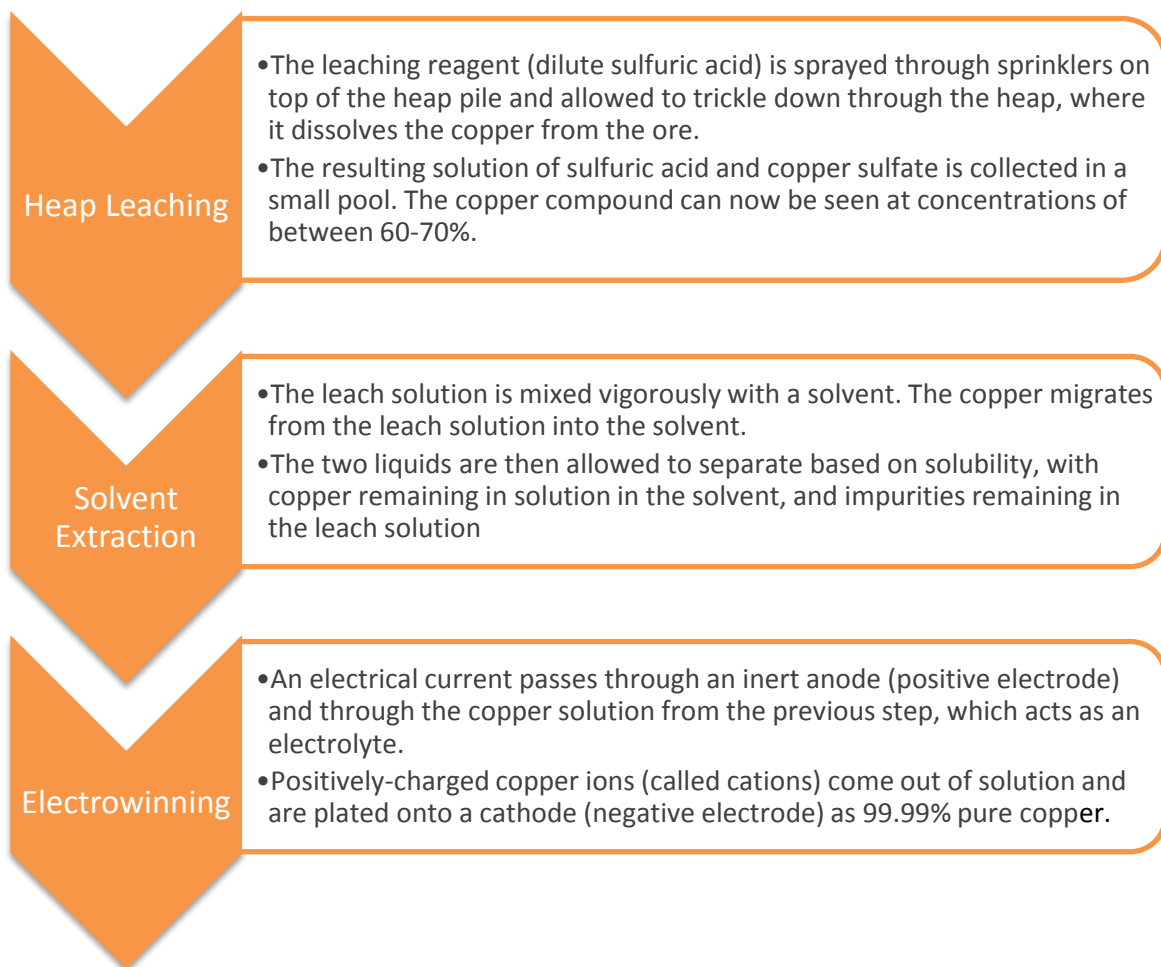 Heap Leaching
•The leaching reagent (dilute sulfuric acid) is sprayed through sprinklers on
top of the heap pile and allowed to trickle down through the heap, where
it dissolves the copper from the ore.
•The resulting solution of sulfuric acid and copper sulfate is collected in a
small pool. The copper compound can now be seen at concentrations of
between 60-70%.
Solvent
Extraction
•The leach solution is mixed vigorously with a solvent. The copper migrates
from the leach solution into the solvent.
•The two liquids are then allowed to separate based on solubility, with
copper remaining in solution in the solvent, and impurities remaining in
the leach solution
Electrowinning
•An electrical current passes through an inert anode (positive electrode)
and through the copper solution from the previous step, which acts as an
electrolyte.
•Positively-charged copper ions (called cations) come out of solution and
are plated onto a cathode (negative electrode) as 99.99% pure copper.